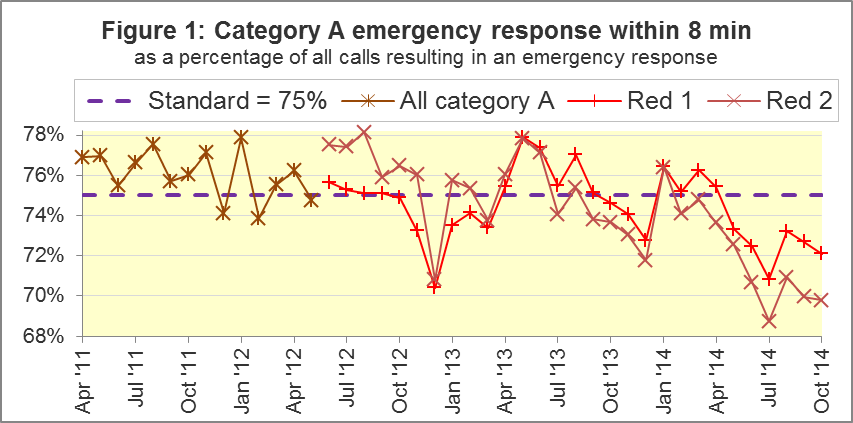 Figure 1: Category A emergency response within 8 min
as a percentage of all calls resulting in an emergency response
Standard = 75% All category A Red 1 Red 2
78%
76%
74%
72%
70%
68%
Apr '11 Jul '11 Oct '11 Jan '12 Apr '12 Jul '12 Oct '12 Jan '13 Apr '13 Jul '13 Oct '13 Jan '14 Apr '14 Jul '14 Oct '14